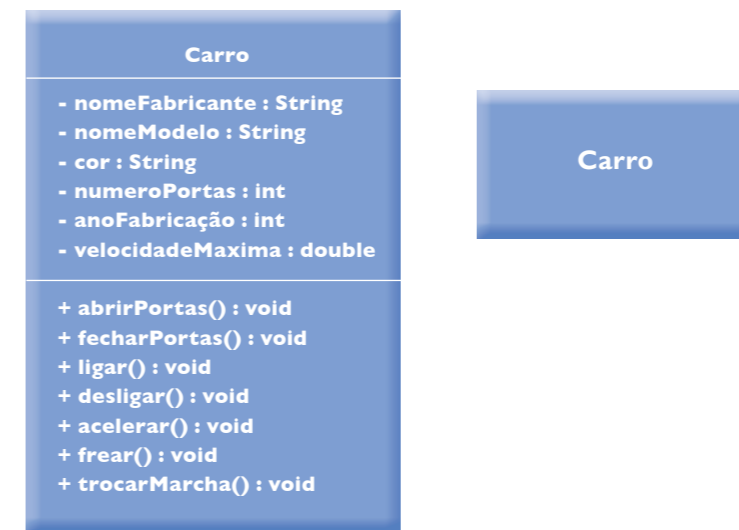 Carro
- nomeFabricante : String
- nomeModelo : String
- cor : String
- numeroPortas : int
- anoFabricação : int
- velocidadeMaxima : double
+ abrirPortas() : void
+ fecharPortas() : void
+ ligar() : void
+ desligar() : void
+ acelerar() : void
+ frear() : void
+ trocarMarcha() : void
Carro